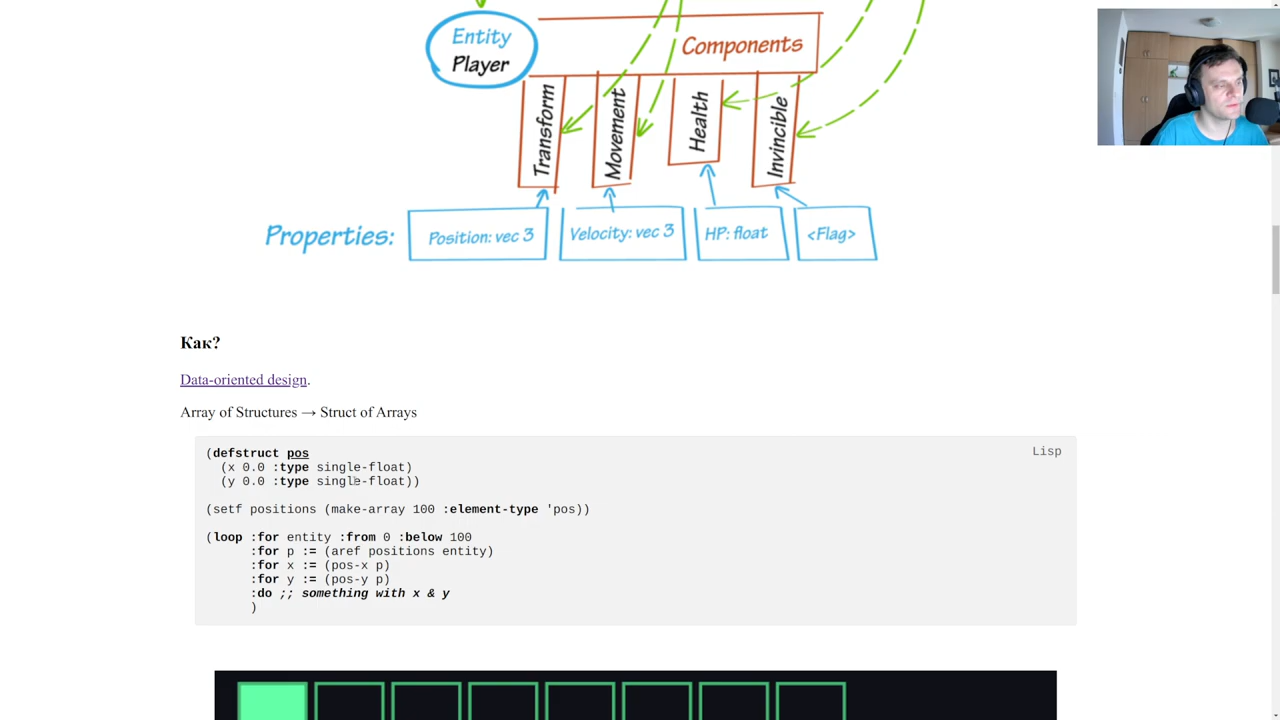 Entity
Player
Components
Transform
Movement
Health
Invincible
Properties:
Position: vec 3
Velocity: vec 3
HP: float
<Flag>
Как?
Data-oriented design.
Array of Structures → Struct of Arrays
Lisp
(defstruct pos
  (x 0.0 :type single-float)
  (y 0.0 :type single-float))
(setf positions (make-array 100 :element-type 'pos))
(loop :for entity :from 0 :below 100
      :for p := (aref positions entity)
      :for x := (pos-x p)
      :for y := (pos-y p)
      :do ;; something with x & y
      )